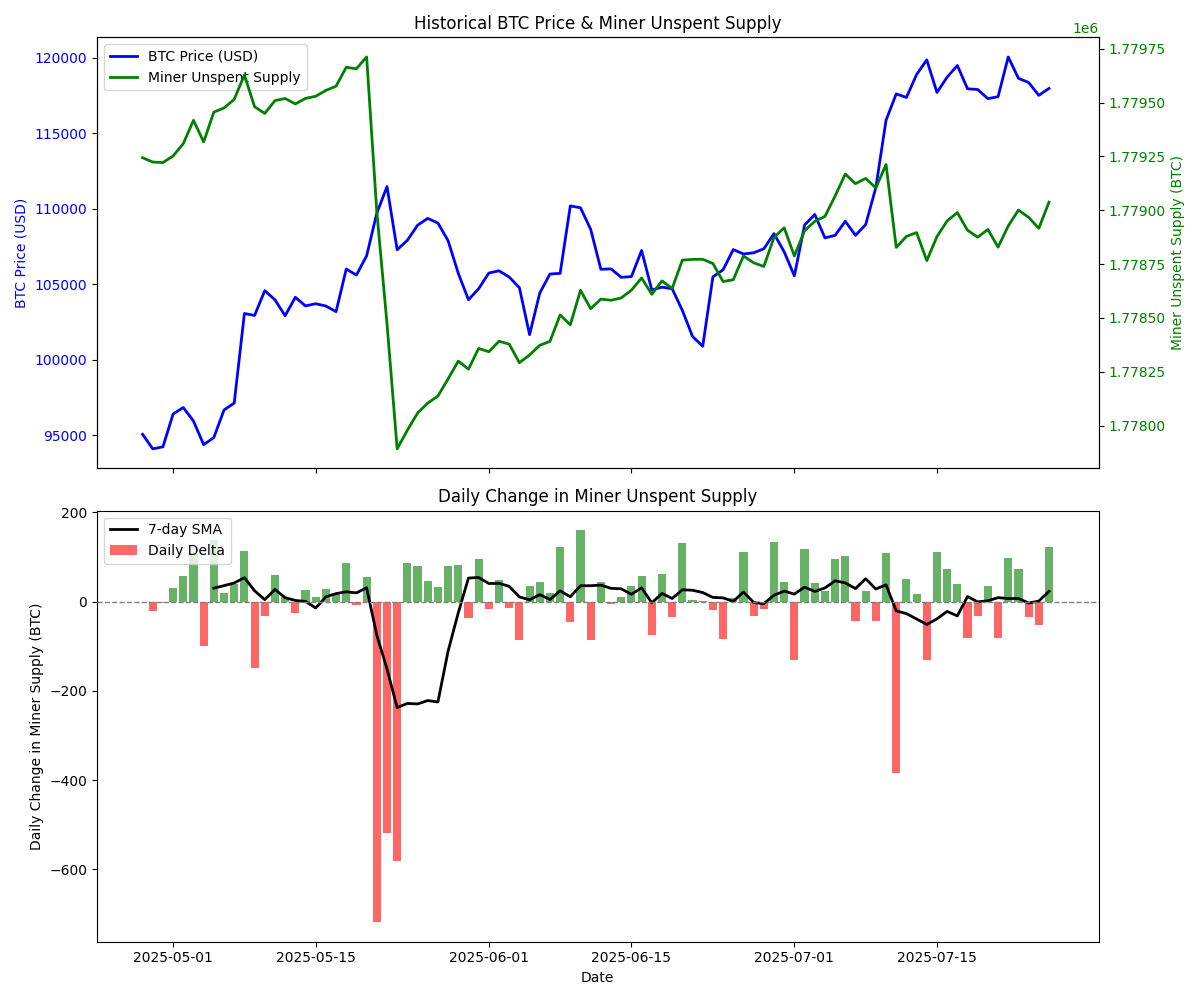 Historical BTC Price & Miner Unspent Supply
1e6
BTC Price (USD)
Miner Unspent Supply
120000
115000
110000
105000
100000
95000
BTC Price (USD)
1.77975
1.77950
1.77925
1.77900
1.77875
1.77850
1.77825
1.77800
Miner Unspent Supply (BTC)
Daily Change in Miner Unspent Supply
7-day SMA
Daily Delta
200
0
−200
−400
−600
Daily Change in Miner Supply (BTC)
2025-05-01
2025-05-15
2025-06-01
2025-06-15
2025-07-01
2025-07-15
Date